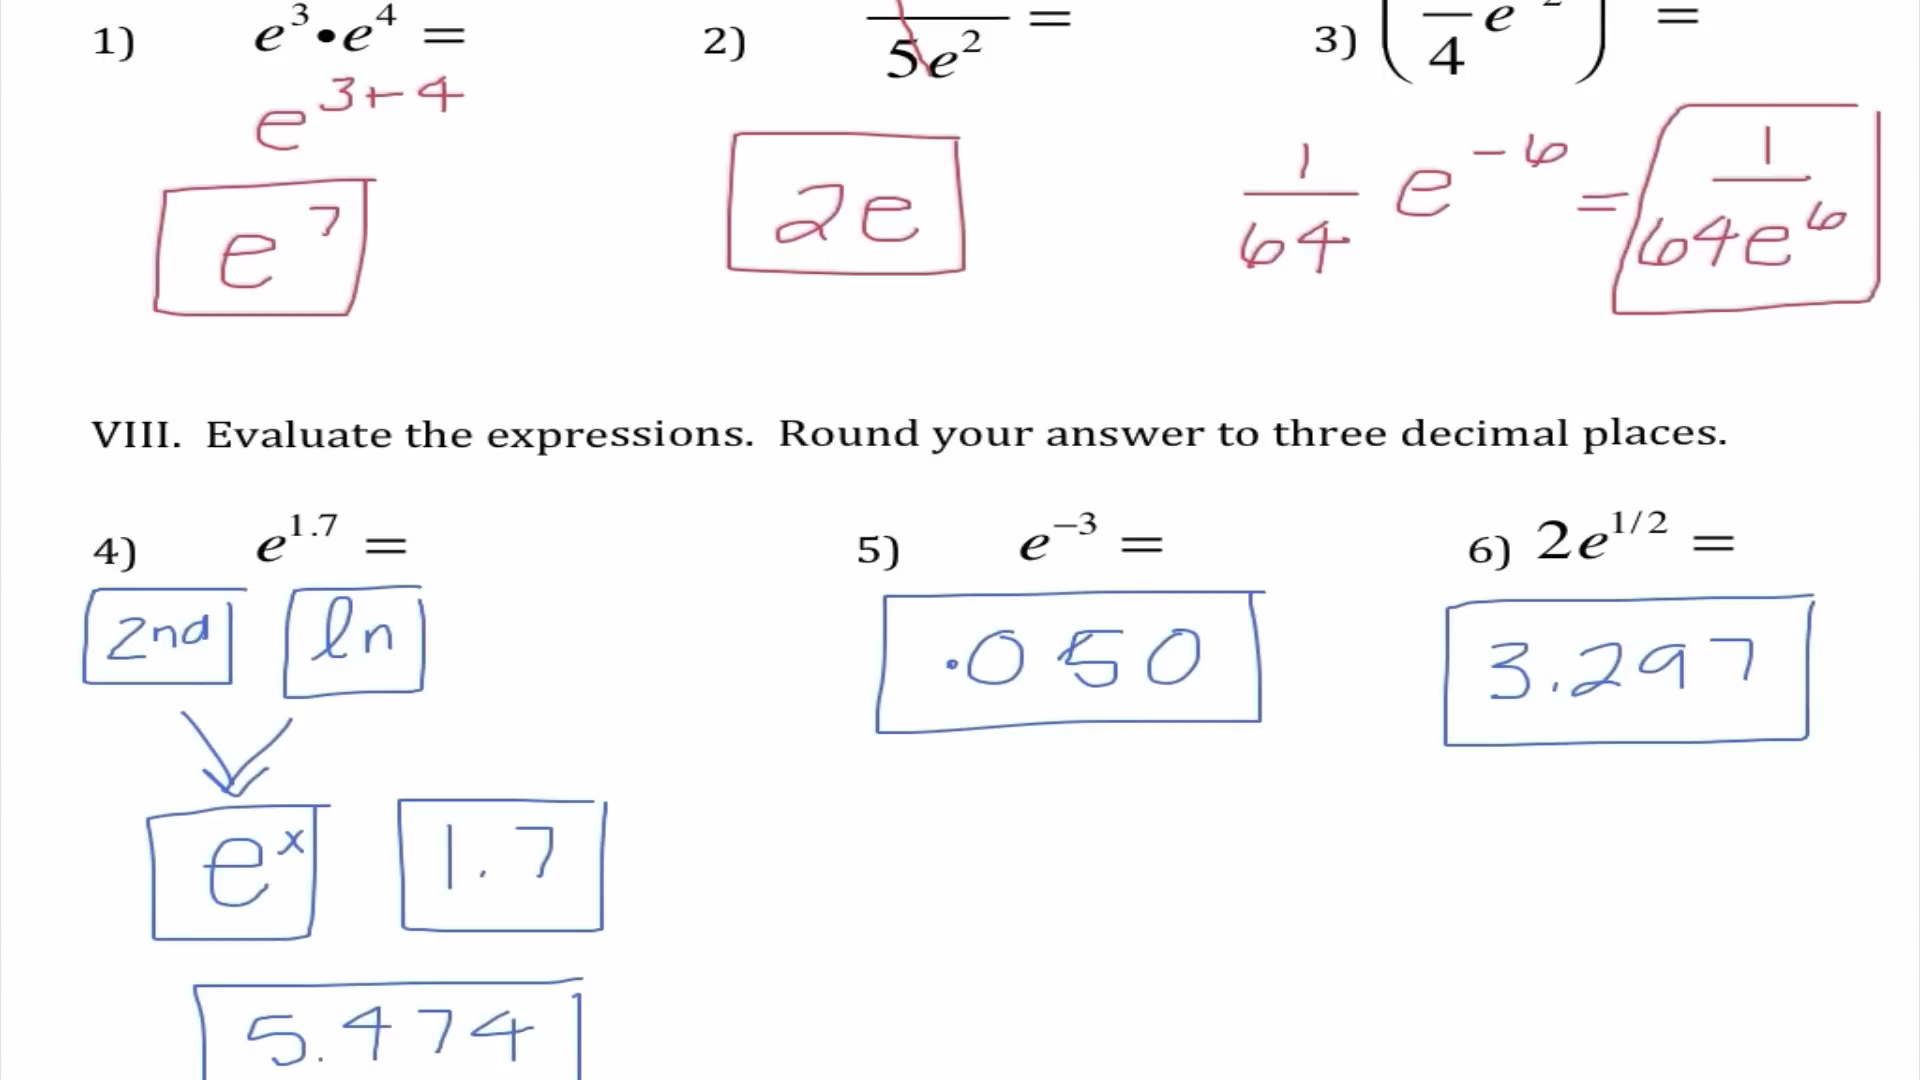 1) e³•e⁴ =
2) 5e² =
3) ( 4 e ) =
e³⁺⁴
e⁷
2e
1/64 e⁻⁶ = 1/64e⁶
VIII. Evaluate the expressions. Round your answer to three decimal places.
4) e^1.7 =
5) e⁻³ =
6) 2e^1/2 =
2nd ln
.050
3.297
eˣ 1.7
5.474